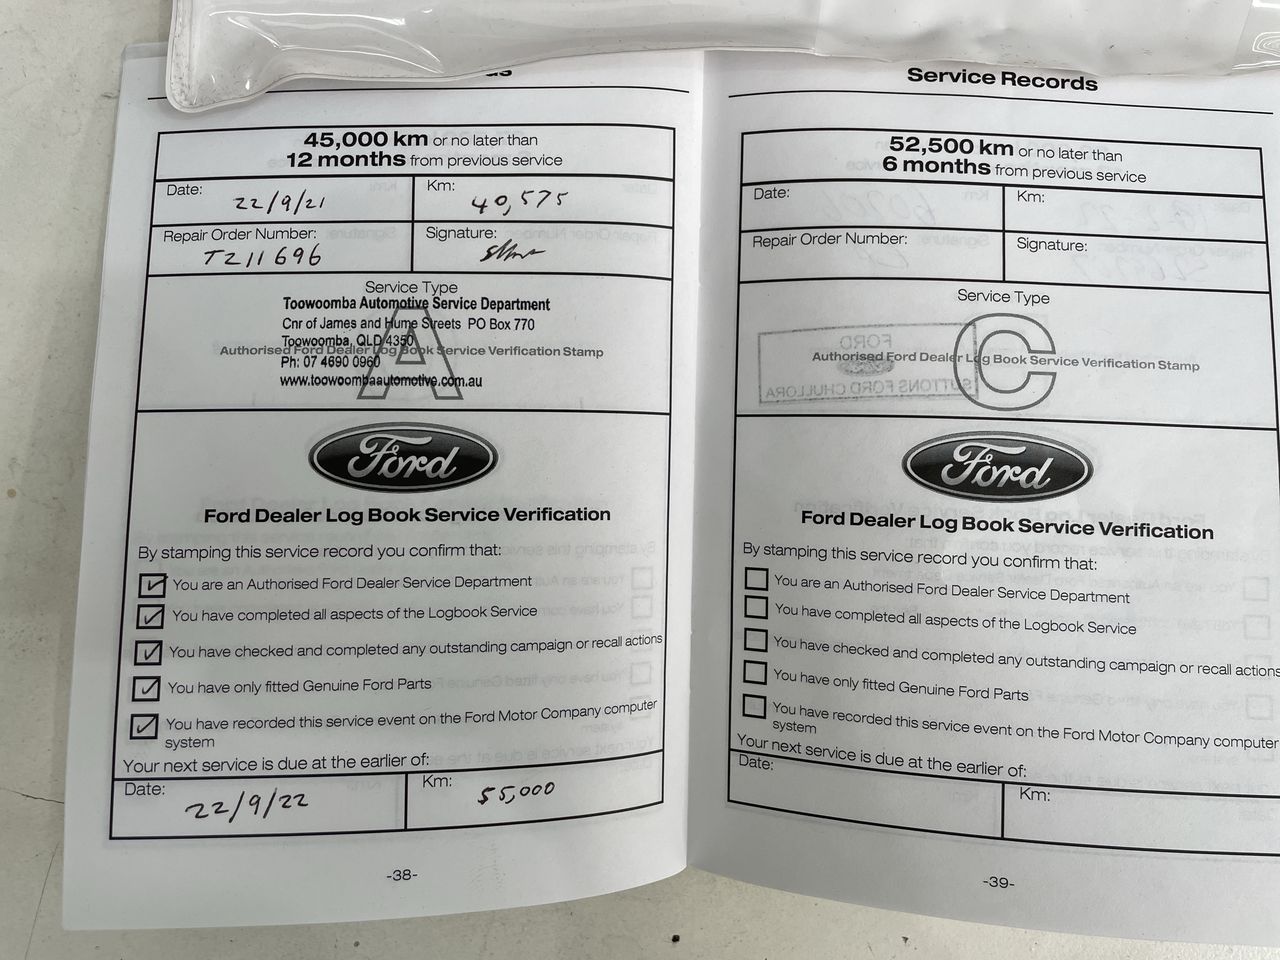 45,000 km or no later than
12 months from previous service
Date:
22/9/21
Km:
40,575
Repair Order Number:
T211696
Signature:
Service Type
Toowoomba Automotive Service Department
Cnr of James and Hume Streets PO Box 770
Toowoomba, QLD 4350
Authorised Ford Dealer Log Book Service Verification Stamp
A
Ph: 07 4690 0960
www.toowoombaautomotive.com.au
Ford
Ford Dealer Log Book Service Verification
By stamping this service record you confirm that:
You are an Authorised Ford Dealer Service Department
You have completed all aspects of the Logbook Service
You have checked and completed any outstanding campaign or recall actions
You have only fitted Genuine Ford Parts
You have recorded this service event on the Ford Motor Company computer
system
Your next service is due at the earlier of:
Date:
22/9/22
Km:
55,000
-38-
Service Records
52,500 km or no later than
6 months from previous service
Date:
Km:
Repair Order Number:
Signature:
Service Type
Authorised Ford Dealer Log Book Service Verification Stamp
C
FORD
SUTTONS FORD CHULLORA
Ford
Ford Dealer Log Book Service Verification
By stamping this service record you confirm that:
You are an Authorised Ford Dealer Service Department
You have completed all aspects of the Logbook Service
You have checked and completed any outstanding campaign or recall actions
You have only fitted Genuine Ford Parts
You have recorded this service event on the Ford Motor Company computer
system
Your next service is due at the earlier of:
Date:
Km:
-39-